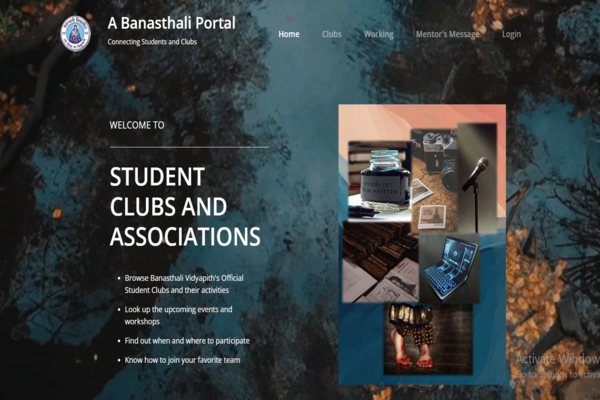 A Banasthali Portal
Connecting Students and Clubs
Home Clubs Working Mentor's Message Login
WELCOME TO
STUDENT
CLUBS AND
ASSOCIATIONS
Browse Banasthali Vidyapith's Official
Student Clubs and their activities
Look up the upcoming events and
workshops
Find out when and where to participate
Know how to join your favorite team
Activate Window